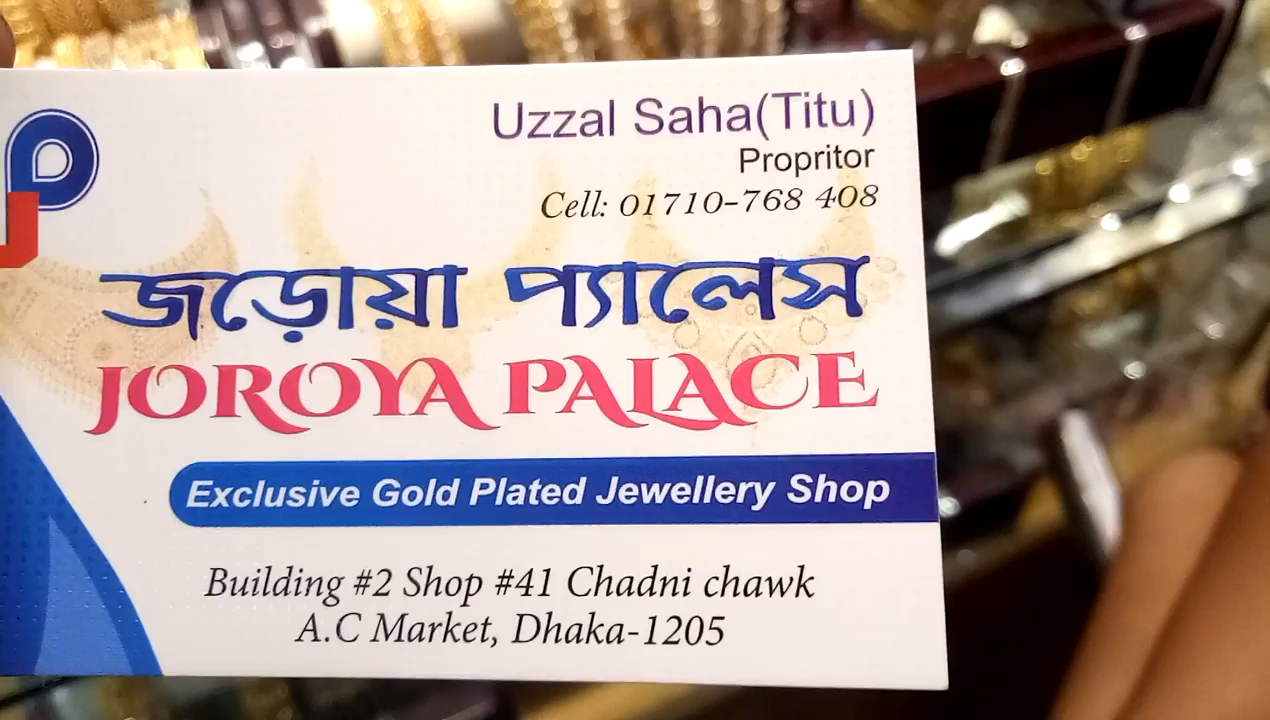 Uzzal Saha(Titu)
Propritor
Cell: 01710-768 408
জড়োয়া প্যালেস
JOROYA PALACE
Exclusive Gold Plated Jewellery Shop
Building #2 Shop #41 Chadni chawk
A.C Market, Dhaka-1205